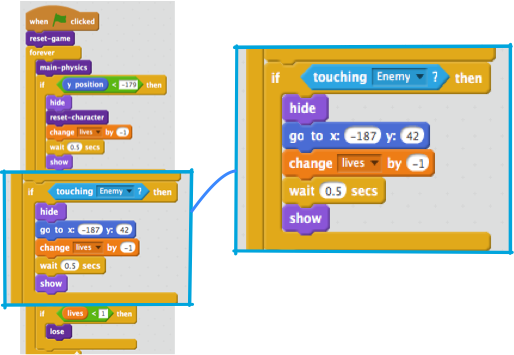 when clicked
reset-game
forever
main-physics
if y position < -179 then
hide
reset-character
change lives by -1
wait 0.5 secs
show
if touching Enemy ? then
hide
go to x: -187 y: 42
change lives by -1
wait 0.5 secs
show
if lives < 1 then
lose
if touching Enemy ? then
hide
go to x: -187 y: 42
change lives by -1
wait 0.5 secs
show